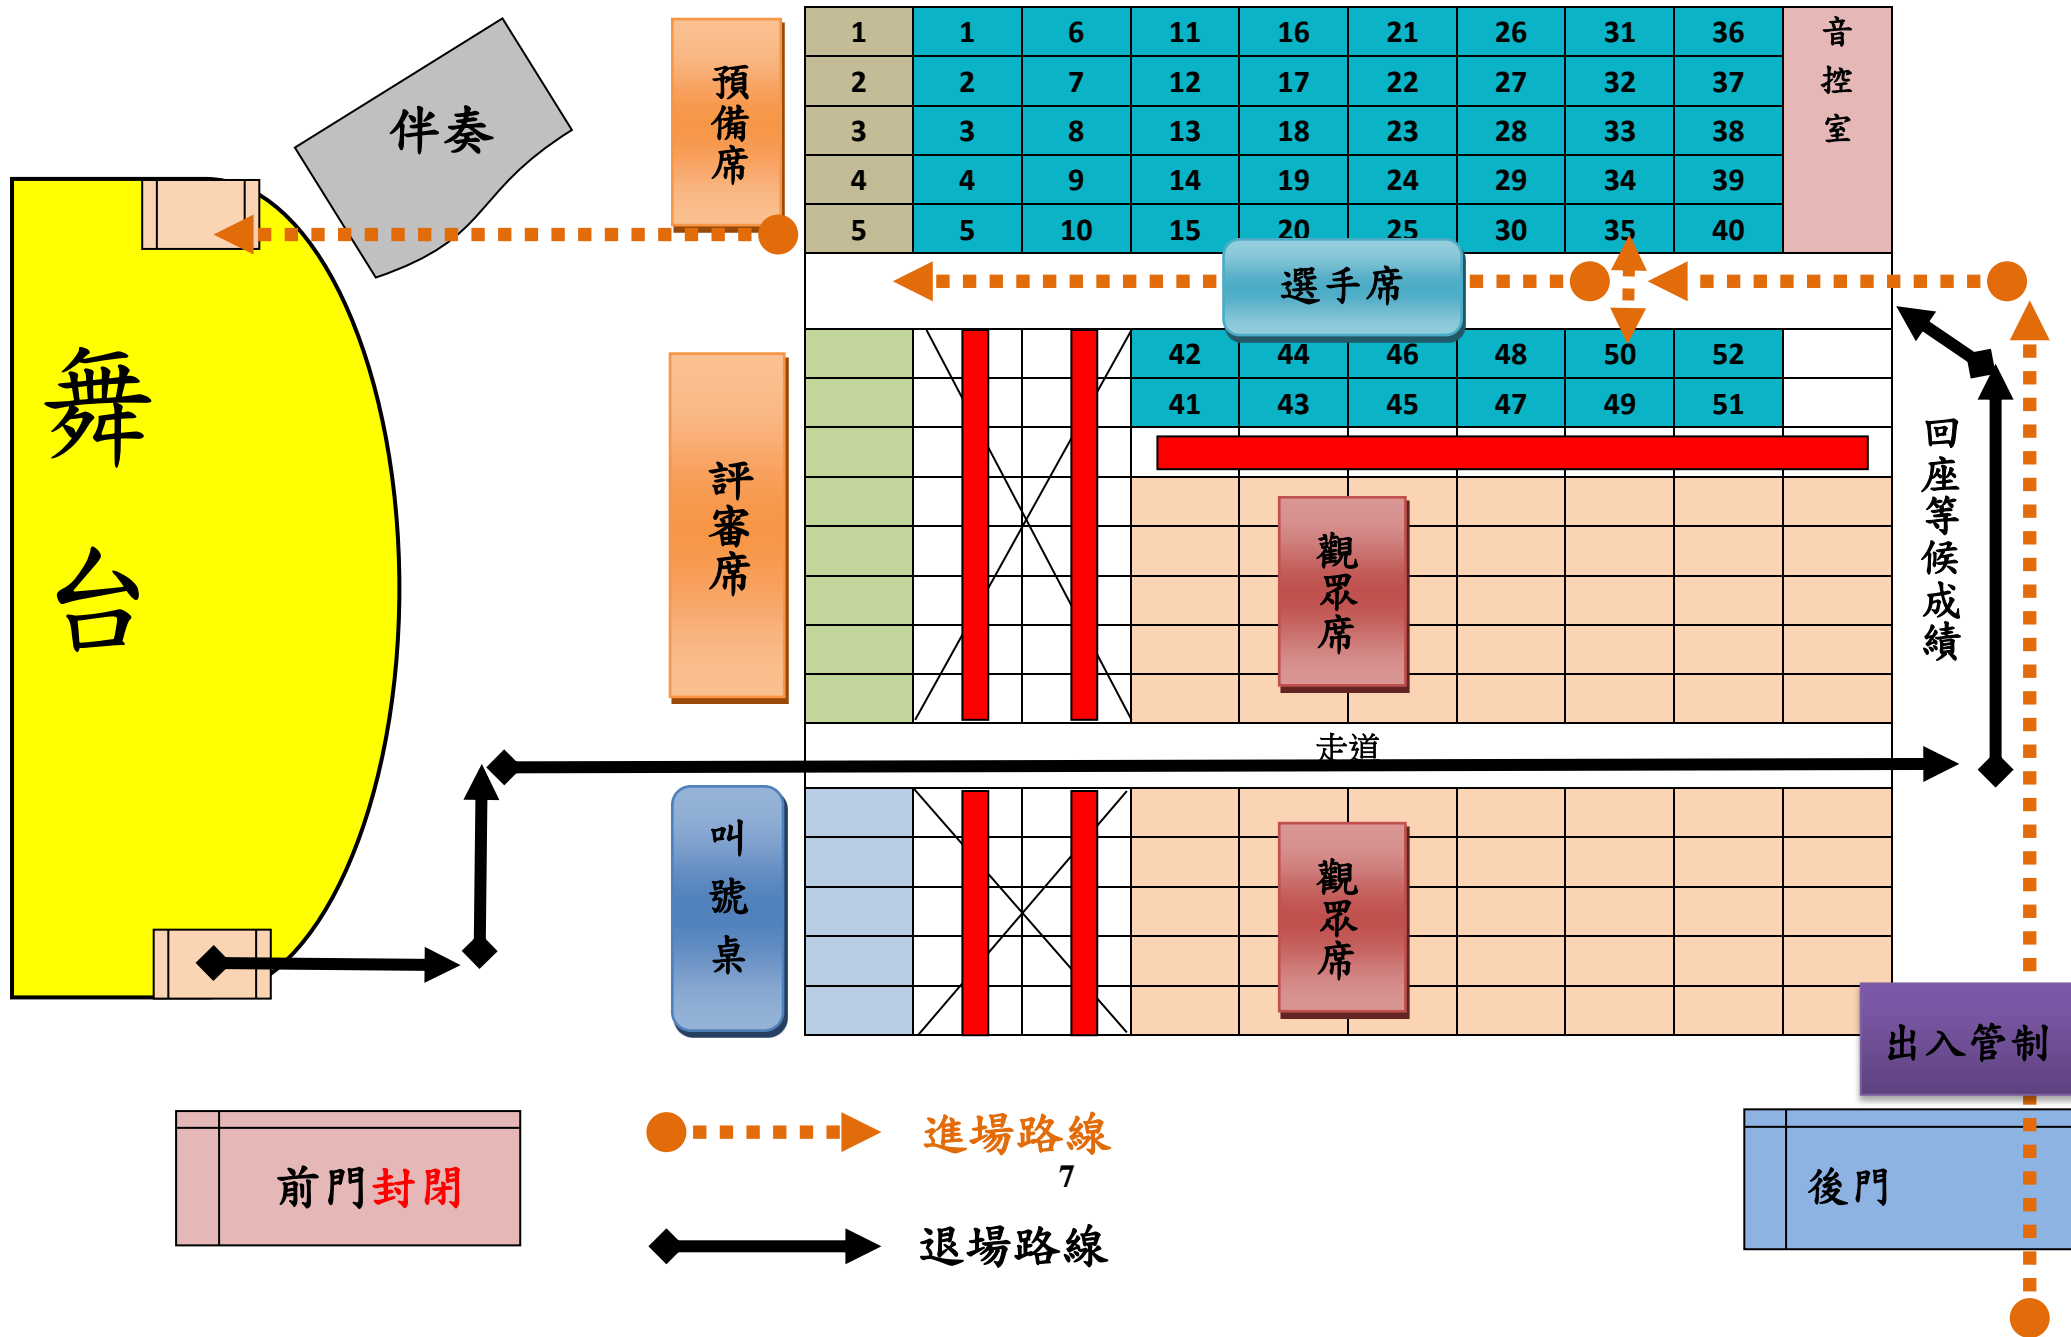 伴奏
預備席
1 1 6 11 16 21 26 31 36
2 2 7 12 17 22 27 32 37
3 3 8 13 18 23 28 33 38
4 4 9 14 19 24 29 34 39
5 5 10 15 20 25 30 35 40
音控室
選手席
舞台
評審席
42 44 46 48 50 52
41 43 45 47 49 51
觀眾席
回座等候成績
走道
叫號桌
觀眾席
出入管制
前門封閉
進場路線
7
退場路線
後門